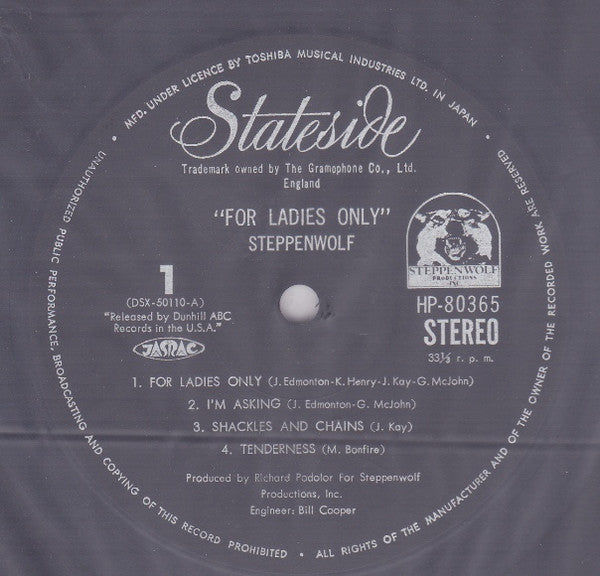 • MFD. UNDER LICENCE BY TOSHIBA MUSICAL INDUSTRIES LTD. IN JAPAN •
Stateside
Trademark owned by The Gramophone Co., Ltd.
England
"FOR LADIES ONLY"
STEPPENWOLF
1
(DSX-50110-A)
"Released by Dunhill ABC
Records in the U.S.A."
JASRAC
STEPPENWOLF
PRODUCTIONS
INC
HP-80365
STEREO
33⅓ r. p. m.
1. FOR LADIES ONLY (J. Edmonton-K. Henry-J. Kay-G. McJohn)
2. I'M ASKING (J. Edmonton-G. McJohn)
3. SHACKLES AND CHAINS (J. Kay)
4. TENDERNESS (M. Bonfire)
Produced by Richard Podolor For Steppenwolf
Productions, Inc.
Engineer: Bill Cooper
UNAUTHORIZED PUBLIC PERFORMANCE, BROADCASTING AND COPYING OF THIS RECORD PROHIBITED • ALL RIGHTS OF THE MANUFACTURER AND OF THE OWNER OF THE RECORDED WORK ARE RESERVED